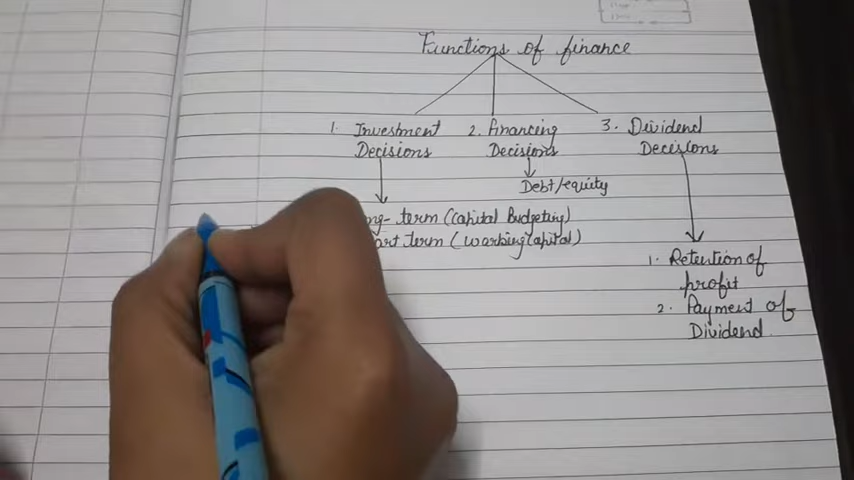 Functions of finance
1. Investment Decisions
2. Financing Decisions
3. Dividend Decisions
Debt/equity
term (Capital Budgeting)
term (working Capital)
1. Retention of
profit
2. Payment of
Dividend